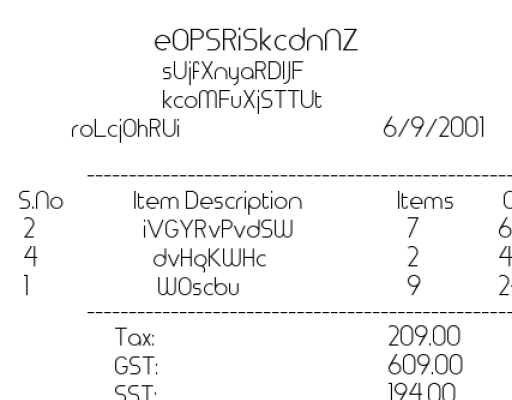 eOPSRiSkcdnNZ
sUjfXnyaRDIJF
kcoMFuXjSTTUt
roLcjOhRUi 6/9/2001
S.No Item Description Items
2 iVGYRvPvdSW 7 6
4 dvHqKWHc 2 4
1 WOscbu 9 2
Tax: 209.00
GST: 609.00
SST: 194.00